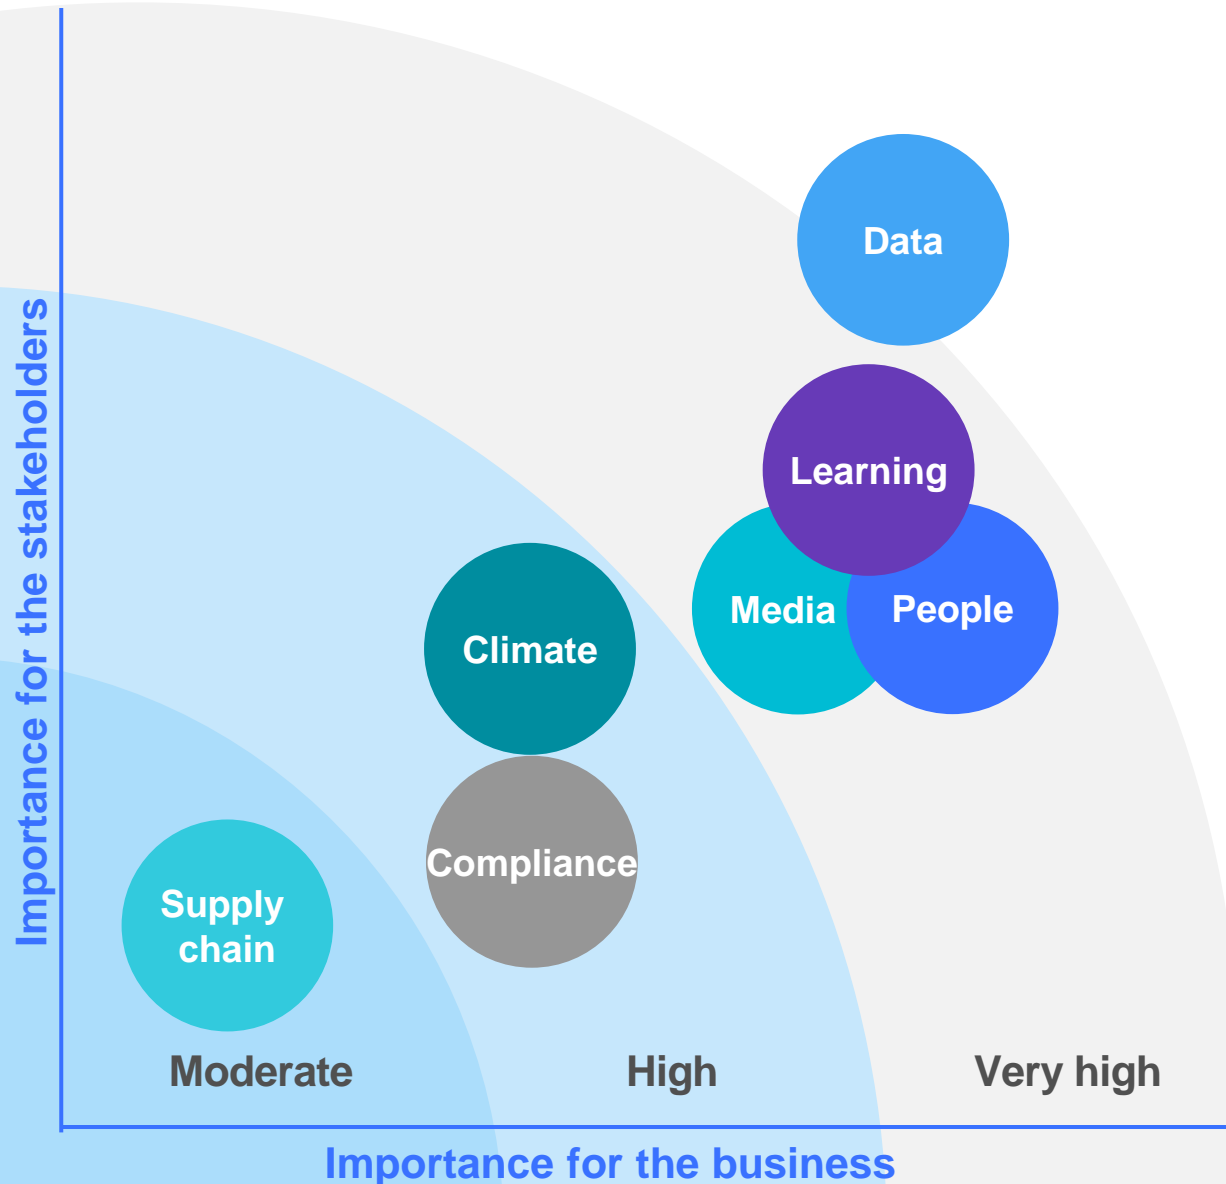 Importance for the stakeholders
Data
Learning
Media
People
Climate
Compliance
Supply
chain
Moderate
High
Very high
Importance for the business